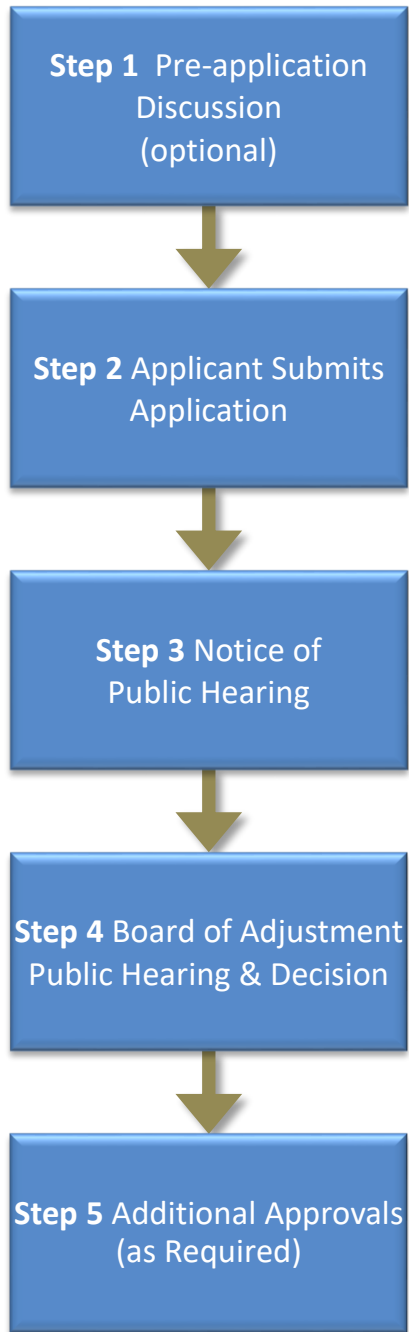 Step 1 Pre-application
Discussion
(optional)
Step 2 Applicant Submits
Application
Step 3 Notice of
Public Hearing
Step 4 Board of Adjustment
Public Hearing & Decision
Step 5 Additional Approvals
(as Required)